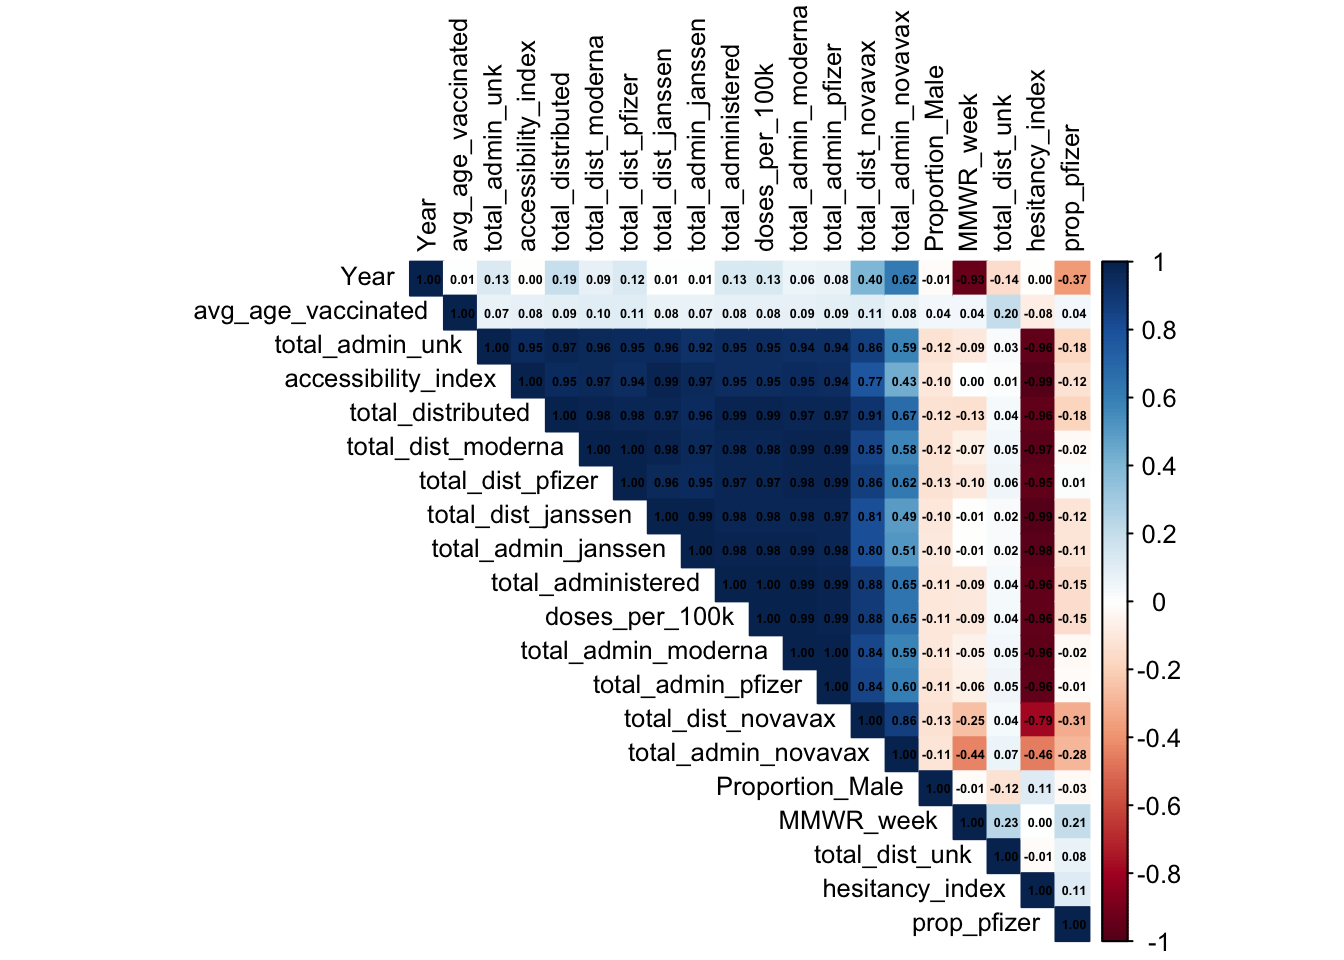 Year
avg_age_vaccinated
total_admin_unk
accessibility_index
total_distributed
total_dist_moderna
total_dist_pfizer
total_dist_janssen
total_admin_janssen
total_administered
doses_per_100k
total_admin_moderna
total_admin_pfizer
total_dist_novavax
total_admin_novavax
Proportion_Male
MMWR_week
total_dist_unk
hesitancy_index
prop_pfizer
Year 1.00 0.01 0.13 0.00 0.19 0.09 0.12 0.01 0.01 0.13 0.13 0.06 0.08 0.40 0.62 -0.01 -0.93 -0.14 0.00 -0.37
avg_age_vaccinated 1.00 0.07 0.08 0.09 0.10 0.11 0.08 0.07 0.08 0.08 0.09 0.09 0.11 0.08 0.04 0.04 0.20 -0.08 0.04
total_admin_unk 1.00 0.95 0.97 0.96 0.95 0.96 0.92 0.95 0.95 0.94 0.94 0.86 0.59 -0.12 -0.09 0.03 -0.96 -0.18
accessibility_index 1.00 0.95 0.97 0.94 0.99 0.97 0.95 0.95 0.95 0.94 0.77 0.43 -0.10 0.00 0.01 -0.99 -0.12
total_distributed 1.00 0.98 0.98 0.97 0.96 0.99 0.99 0.97 0.97 0.91 0.67 -0.12 -0.13 0.04 -0.96 -0.18
total_dist_moderna 1.00 1.00 0.98 0.97 0.98 0.98 0.99 0.99 0.85 0.58 -0.12 -0.07 0.05 -0.97 -0.02
total_dist_pfizer 1.00 0.96 0.95 0.97 0.97 0.98 0.99 0.86 0.62 -0.13 -0.10 0.06 -0.95 0.01
total_dist_janssen 1.00 0.99 0.98 0.98 0.98 0.97 0.81 0.49 -0.10 -0.01 0.02 -0.99 -0.12
total_admin_janssen 1.00 0.98 0.98 0.99 0.98 0.80 0.51 -0.10 -0.01 0.02 -0.98 -0.11
total_administered 1.00 1.00 0.99 0.99 0.88 0.65 -0.11 -0.09 0.04 -0.96 -0.15
doses_per_100k 1.00 0.99 0.99 0.88 0.65 -0.11 -0.09 0.04 -0.96 -0.15
total_admin_moderna 1.00 1.00 0.84 0.59 -0.11 -0.05 0.05 -0.96 -0.02
total_admin_pfizer 1.00 0.84 0.60 -0.11 -0.06 0.05 -0.96 -0.01
total_dist_novavax 1.00 0.86 -0.13 -0.25 0.04 -0.79 -0.31
total_admin_novavax 1.00 -0.11 -0.44 0.07 -0.46 -0.28
Proportion_Male 1.00 -0.01 -0.12 0.11 -0.03
MMWR_week 1.00 0.23 0.00 0.21
total_dist_unk 1.00 -0.01 0.08
hesitancy_index 1.00 0.11
prop_pfizer 1.00
1
0.8
0.6
0.4
0.2
0
-0.2
-0.4
-0.6
-0.8
-1